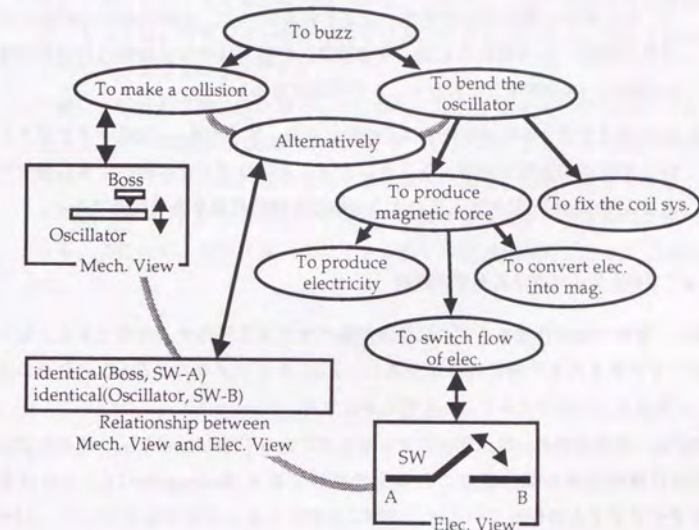 To buzz
To make a collision
To bend the
oscillator
Alternatively
Boss
Oscillator
Mech. View
To produce
magnetic force
To fix the coil sys.
To produce
electricity
To convert elec.
into mag.
To switch flow
of elec.
identical(Boss, SW-A)
identical(Oscillator, SW-B)
Relationship between
Mech. View and Elec. View
SW
A
B
Elec. View